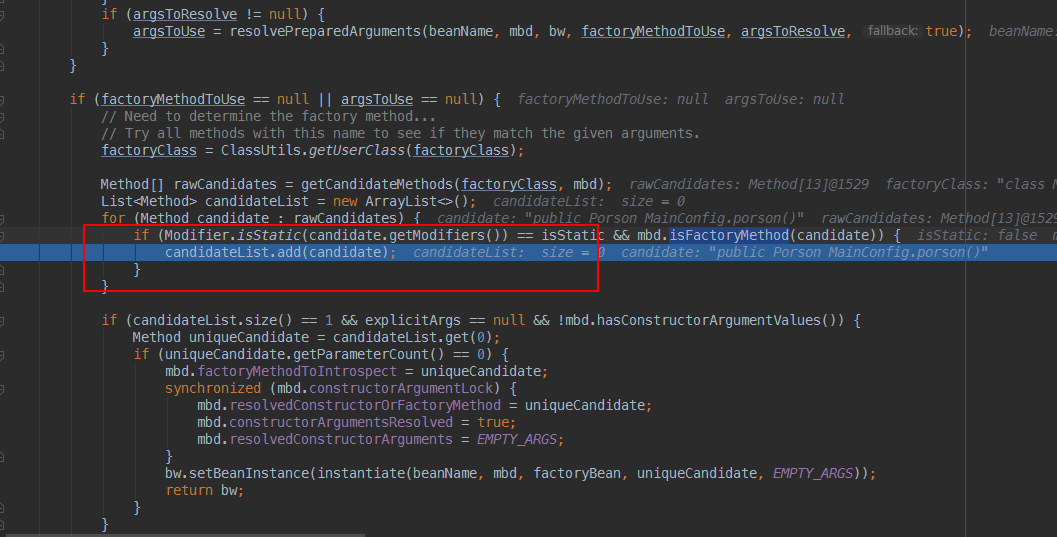 }
if (argsToResolve != null) {
argsToUse = resolvePreparedArguments(beanName, mbd, bw, factoryMethodToUse, argsToResolve, fallback: true); beanName:
}
}
if (factoryMethodToUse == null || argsToUse == null) { factoryMethodToUse: null argsToUse: null
// Need to determine the factory method...
// Try all methods with this name to see if they match the given arguments.
factoryClass = ClassUtils.getUserClass(factoryClass);
Method[] rawCandidates = getCandidateMethods(factoryClass, mbd); rawCandidates: Method[13]@1529 factoryClass: "class M
List<Method> candidateList = new ArrayList<>(); candidateList: size = 0
for (Method candidate : rawCandidates) { candidate: "public Porson MainConfig.porson()" rawCandidates: Method[13]@1529
if (Modifier.isStatic(candidate.getModifiers()) == isStatic && mbd.isFactoryMethod(candidate)) { isStatic: false
candidateList.add(candidate); candidateList: size = 0 candidate: "public Porson MainConfig.porson()"
}
}
if (candidateList.size() == 1 && explicitArgs == null && !mbd.hasConstructorArgumentValues()) {
Method uniqueCandidate = candidateList.get(0);
if (uniqueCandidate.getParameterCount() == 0) {
mbd.factoryMethodToIntrospect = uniqueCandidate;
synchronized (mbd.constructorArgumentLock) {
mbd.resolvedConstructorOrFactoryMethod = uniqueCandidate;
mbd.constructorArgumentsResolved = true;
mbd.resolvedConstructorArguments = EMPTY_ARGS;
}
bw.setBeanInstance(instantiate(beanName, mbd, factoryBean, uniqueCandidate, EMPTY_ARGS));
return bw;
}
}